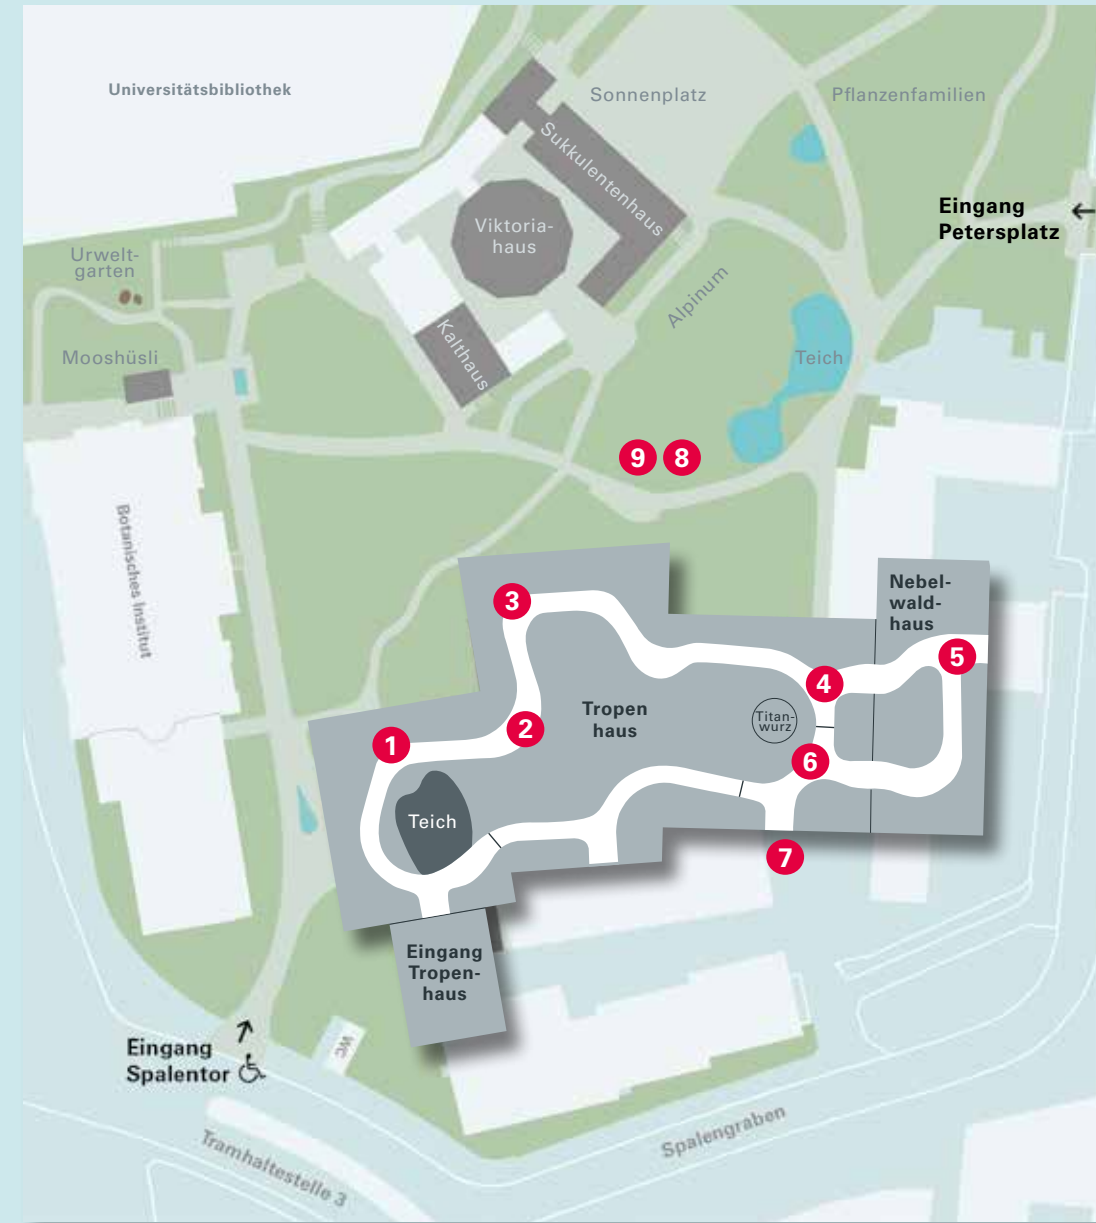 Universitätsbibliothek
Sonnenplatz
Pflanzenfamilien
Sukkulentenhaus
Viktoria-
haus
Eingang
Petersplatz
Urwelt-
garten
Alpinum
Mooshüsli
Kalthaus
Teich
9
8
Botanisches Institut
Nebel-
wald-
haus
3
5
4
Tropen
haus
Titan-
wurz
2
1
6
Teich
7
Eingang
Tropen-
haus
Eingang
Spalentor
WC
Spalengraben
Tramhaltestelle 3